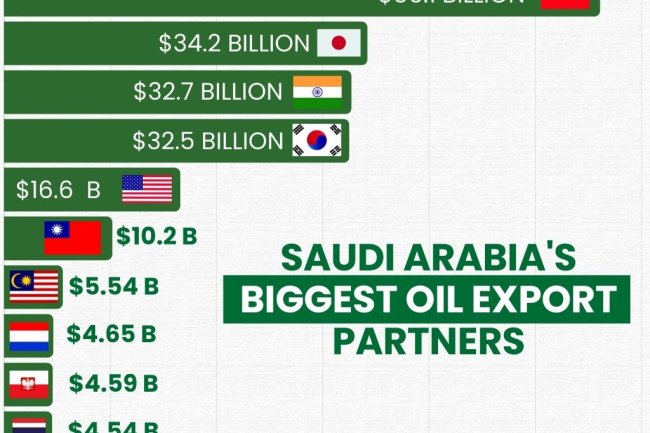 BILLION
$34.2 BILLION
$32.7 BILLION
$32.5 BILLION
$16.6 B
$10.2 B
$5.54 B
$4.65 B
$4.59 B
$4.54 B
SAUDI ARABIA'S
BIGGEST OIL EXPORT
PARTNERS